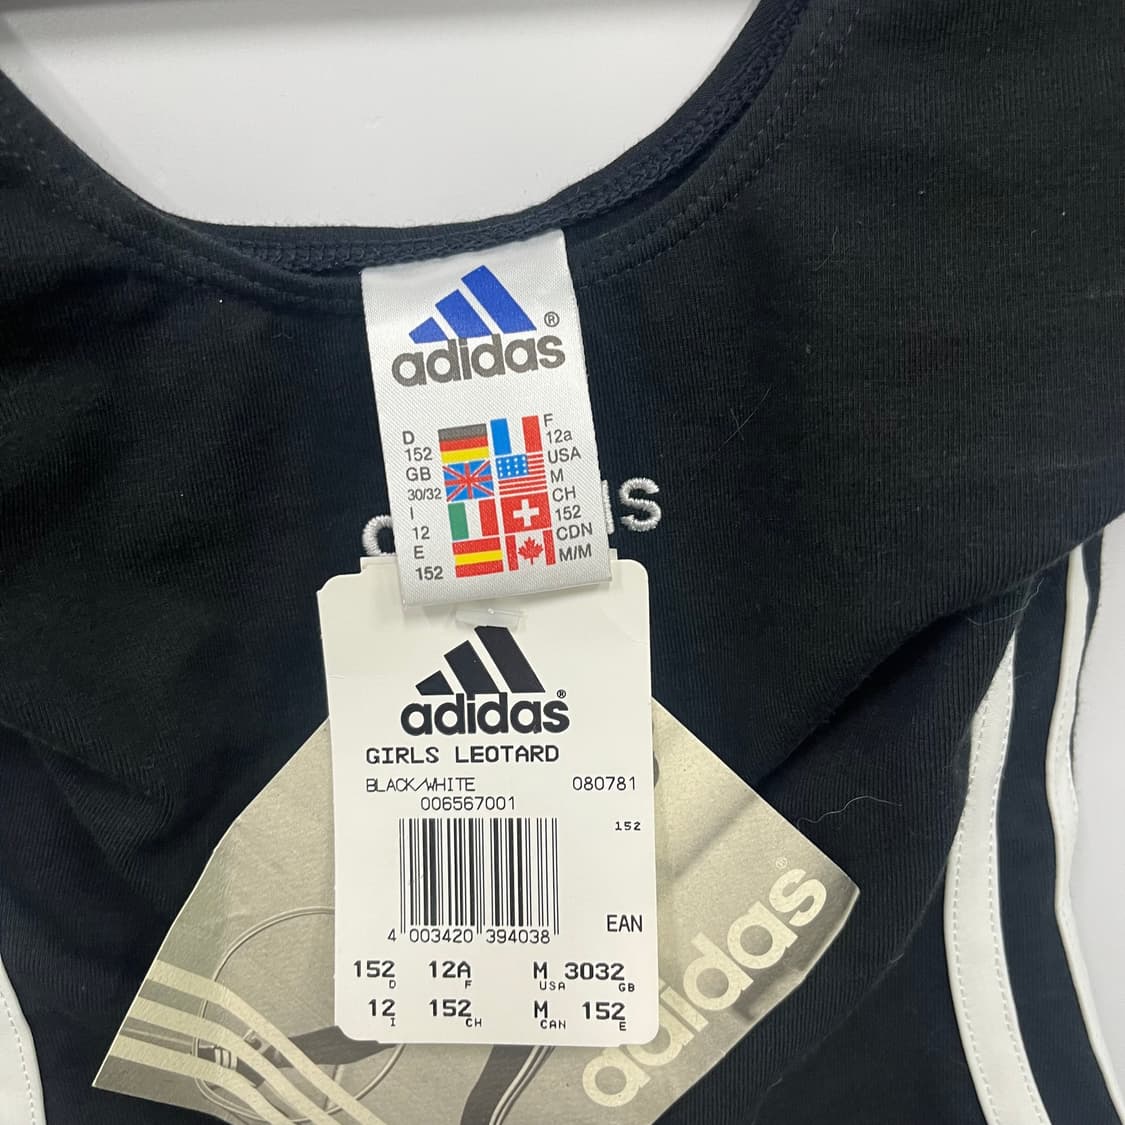 adidas®
D
152
GB
30/32
I
12
E
152
F
12a
USA
M
CH
152
CDN
M/M
adidas®
GIRLS LEOTARD
BLACK/WHITE 080781
006567001
152
EAN
4 003420 394038
152 D 12A F M USA 3032 GB
12 I 152 CH M CAN 152 E
adidas®